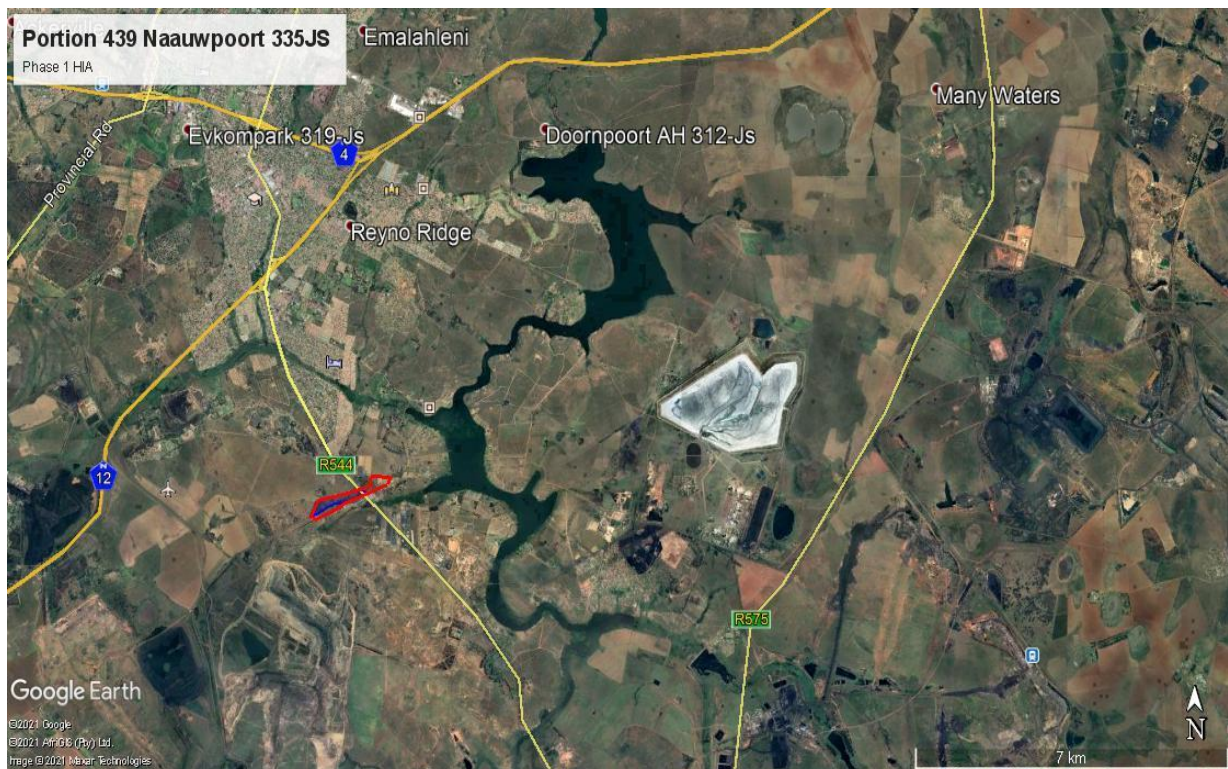 Portion 439 Naauwpoort 335JS
Phase 1 HIA
Emalahleni
Many Waters
Evkompark 319-Js
4
Doornpoort AH 312-Js
Provincial Rd
Reyno Ridge
R544
N
12
R575
Google Earth
©2021 Google
©2021 AfriGIS (Pty) Ltd.
Image ©2021 Maxar Technologies
N
7 km